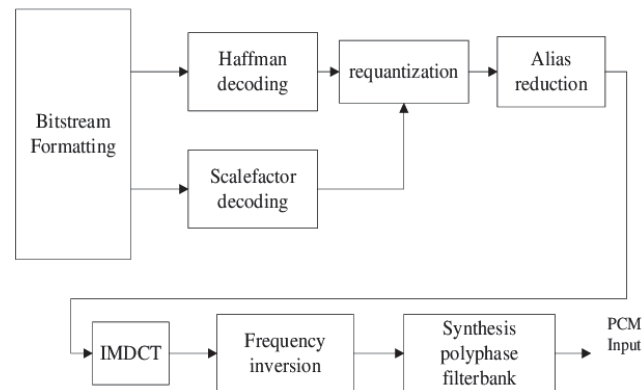 Bitstream
Formatting
Haffman
decoding
Scalefactor
decoding
requantization
Alias
reduction
IMDCT
Frequency
inversion
Synthesis
polyphase
filterbank
PCM
Input